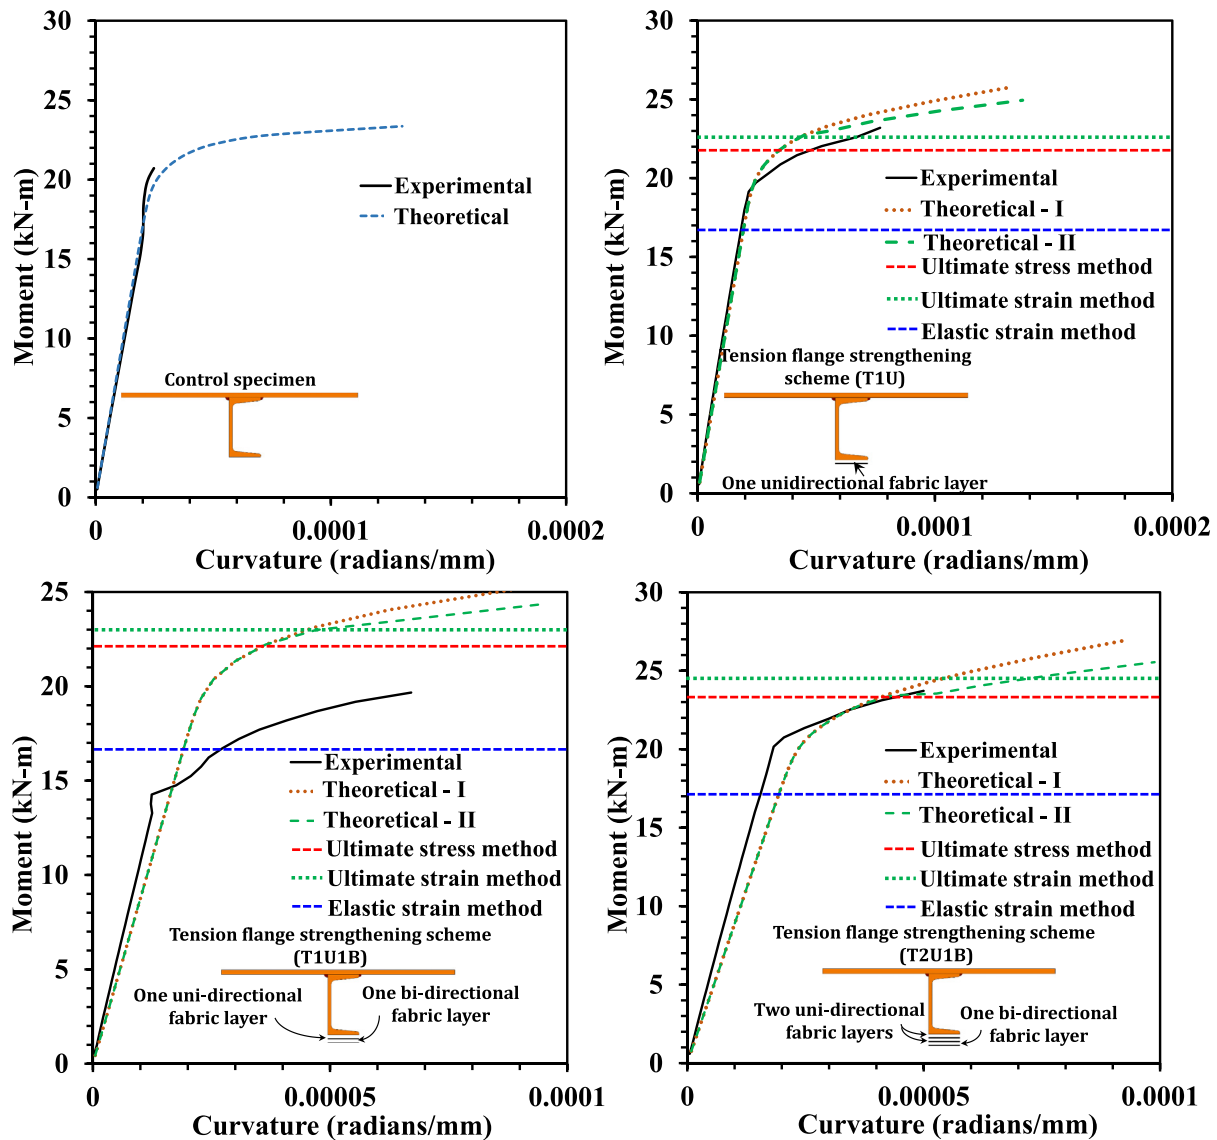 30
25
20
15
10
5
0
Moment (kN-m)
Experimental
Theoretical
Control specimen
0
0.0001
0.0002
Curvature (radians/mm)
30
25
20
15
10
5
0
Moment (kN-m)
Experimental
Theoretical - I
Theoretical - II
Ultimate stress method
Ultimate strain method
Elastic strain method
Tension flange strengthening
scheme (T1U)
One unidirectional fabric layer
0
0.0001
0.0002
Curvature (radians/mm)
25
20
15
10
5
0
Moment (kN-m)
Experimental
Theoretical - I
Theoretical - II
Ultimate stress method
Ultimate strain method
Elastic strain method
Tension flange strengthening scheme
(T1U1B)
One uni-directional
fabric layer
One bi-directional
fabric layer
0
0.00005
0.0001
Curvature (radians/mm)
30
25
20
15
10
5
0
Moment (kN-m)
Experimental
Theoretical - I
Theoretical - II
Ultimate stress method
Ultimate strain method
Elastic strain method
Tension flange strengthening scheme
(T2U1B)
Two uni-directional
fabric layers
One bi-directional
fabric layer
0
0.00005
0.0001
Curvature (radians/mm)